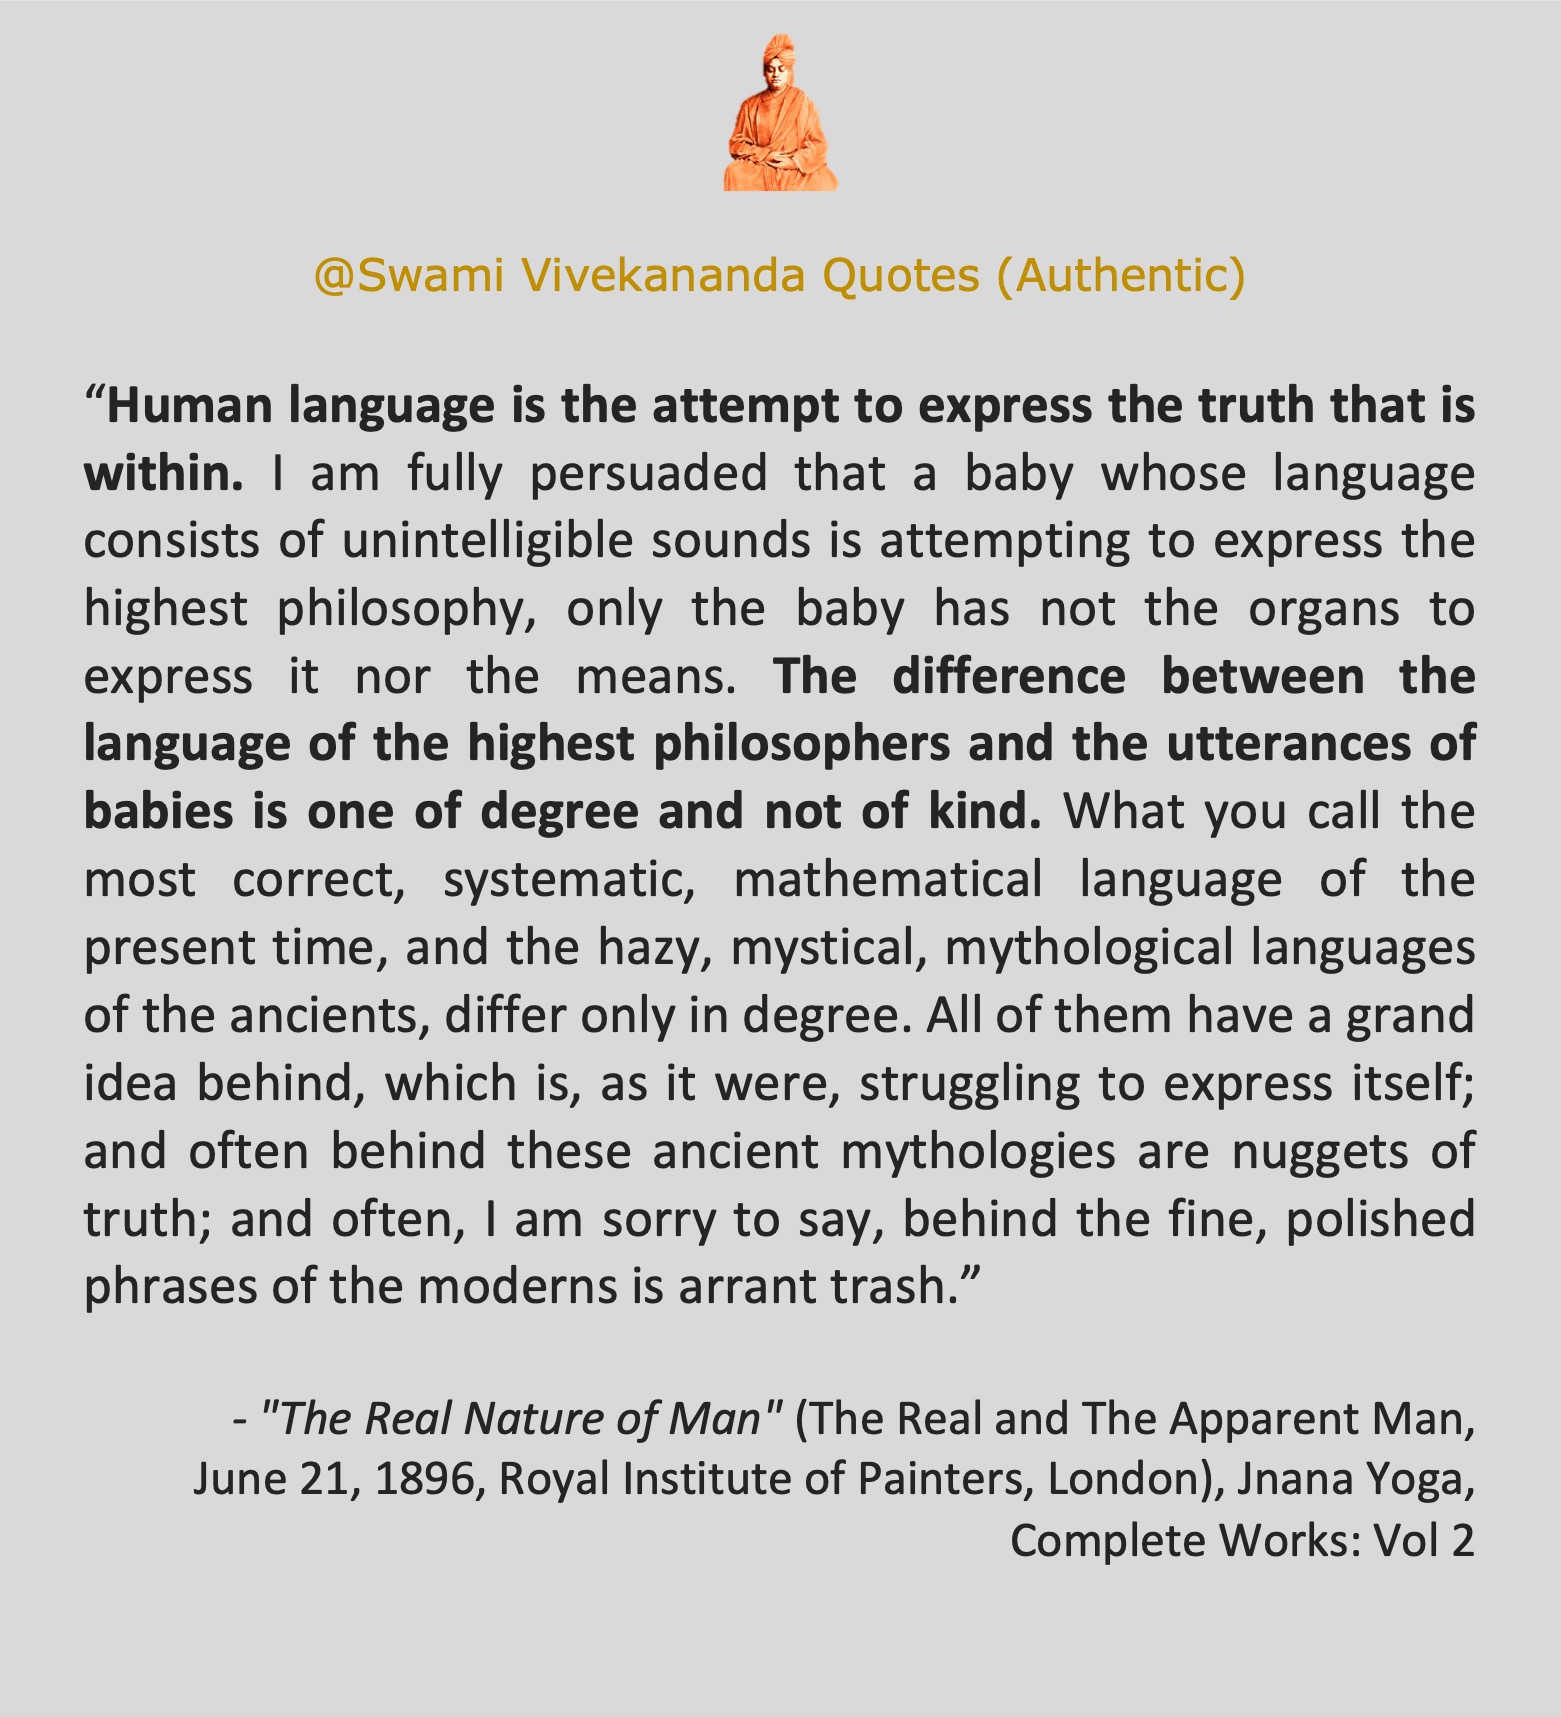 @Swami Vivekananda Quotes (Authentic)
“Human language is the attempt to express the truth that is
within. I am fully persuaded that a baby whose language
consists of unintelligible sounds is attempting to express the
highest philosophy, only the baby has not the organs to
express it nor the means. The difference between the
language of the highest philosophers and the utterances of
babies is one of degree and not of kind. What you call the
most correct, systematic, mathematical language of the
present time, and the hazy, mystical, mythological languages
of the ancients, differ only in degree. All of them have a grand
idea behind, which is, as it were, struggling to express itself;
and often behind these ancient mythologies are nuggets of
truth; and often, I am sorry to say, behind the fine, polished
phrases of the moderns is arrant trash.”
- "The Real Nature of Man" (The Real and The Apparent Man,
June 21, 1896, Royal Institute of Painters, London), Jnana Yoga,
Complete Works: Vol 2